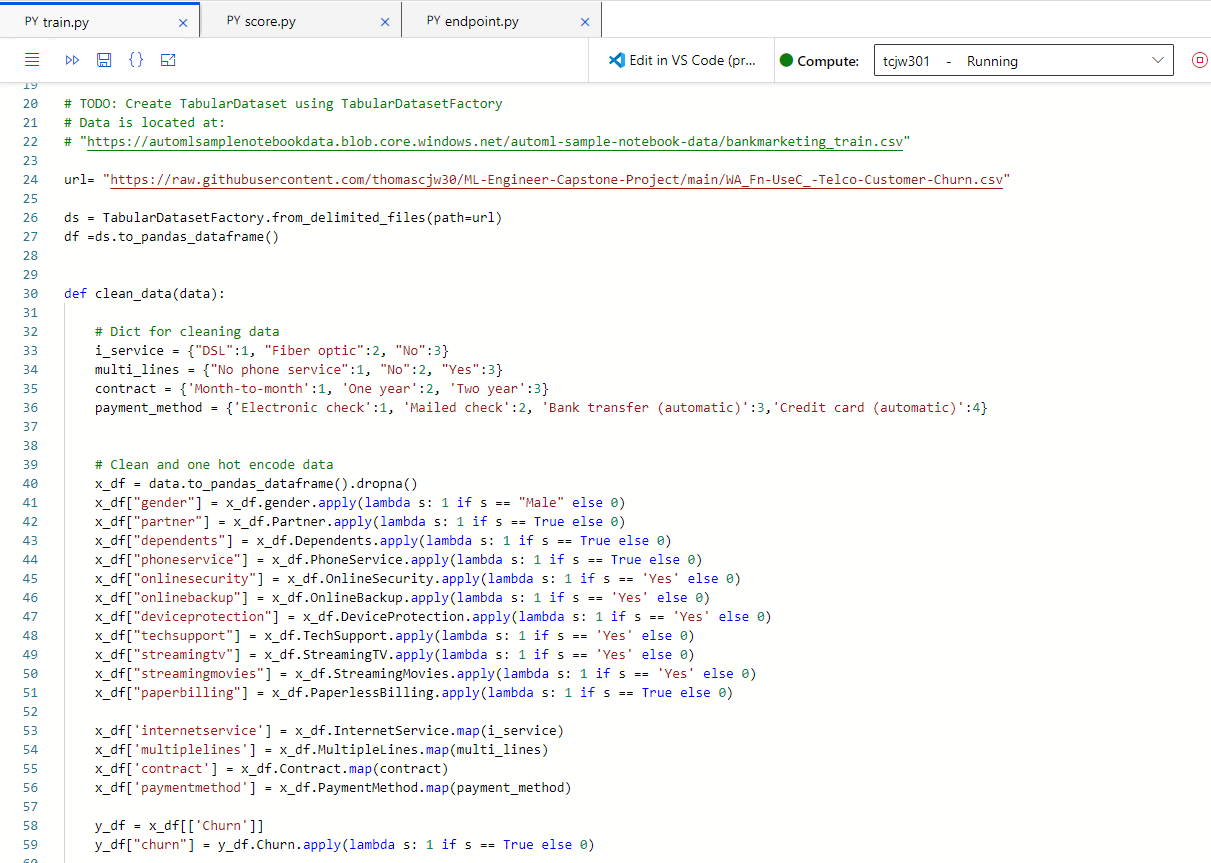 PY train.py
PY score.py
PY endpoint.py
Edit in VS Code (pr...
Compute:
tcjw301 - Running
19
20 # TODO: Create TabularDataset using TabularDatasetFactory
21 # Data is located at:
22 # "https://automlsamplenotebookdata.blob.core.windows.net/automl-sample-notebook-data/bankmarketing_train.csv"
23
24 url= "https://raw.githubusercontent.com/thomascjw30/ML-Engineer-Capstone-Project/main/WA_Fn-UseC_-Telco-Customer-Churn.csv"
25
26 ds = TabularDatasetFactory.from_delimited_files(path=url)
27 df =ds.to_pandas_dataframe()
28
29
30 def clean_data(data):
31
32     # Dict for cleaning data
33     i_service = {"DSL":1, "Fiber optic":2, "No":3}
34     multi_lines = {"No phone service":1, "No":2, "Yes":3}
35     contract = {'Month-to-month':1, 'One year':2, 'Two year':3}
36     payment_method = {'Electronic check':1, 'Mailed check':2, 'Bank transfer (automatic)':3,'Credit card (automatic)':4}
37
38
39     # Clean and one hot encode data
40     x_df = data.to_pandas_dataframe().dropna()
41     x_df["gender"] = x_df.gender.apply(lambda s: 1 if s == "Male" else 0)
42     x_df["partner"] = x_df.Partner.apply(lambda s: 1 if s == True else 0)
43     x_df["dependents"] = x_df.Dependents.apply(lambda s: 1 if s == True else 0)
44     x_df["phoneservice"] = x_df.PhoneService.apply(lambda s: 1 if s == True else 0)
45     x_df["onlinesecurity"] = x_df.OnlineSecurity.apply(lambda s: 1 if s == 'Yes' else 0)
46     x_df["onlinebackup"] = x_df.OnlineBackup.apply(lambda s: 1 if s == 'Yes' else 0)
47     x_df["deviceprotection"] = x_df.DeviceProtection.apply(lambda s: 1 if s == 'Yes' else 0)
48     x_df["techsupport"] = x_df.TechSupport.apply(lambda s: 1 if s == 'Yes' else 0)
49     x_df["streamingtv"] = x_df.StreamingTV.apply(lambda s: 1 if s == 'Yes' else 0)
50     x_df["streamingmovies"] = x_df.StreamingMovies.apply(lambda s: 1 if s == 'Yes' else 0)
51     x_df["paperbilling"] = x_df.PaperlessBilling.apply(lambda s: 1 if s == True else 0)
52
53     x_df['internetservice'] = x_df.InternetService.map(i_service)
54     x_df['multiplelines'] = x_df.MultipleLines.map(multi_lines)
55     x_df['contract'] = x_df.Contract.map(contract)
56     x_df['paymentmethod'] = x_df.PaymentMethod.map(payment_method)
57
58     y_df = x_df[['Churn']]
59     y_df["churn"] = y_df.Churn.apply(lambda s: 1 if s == True else 0)
60